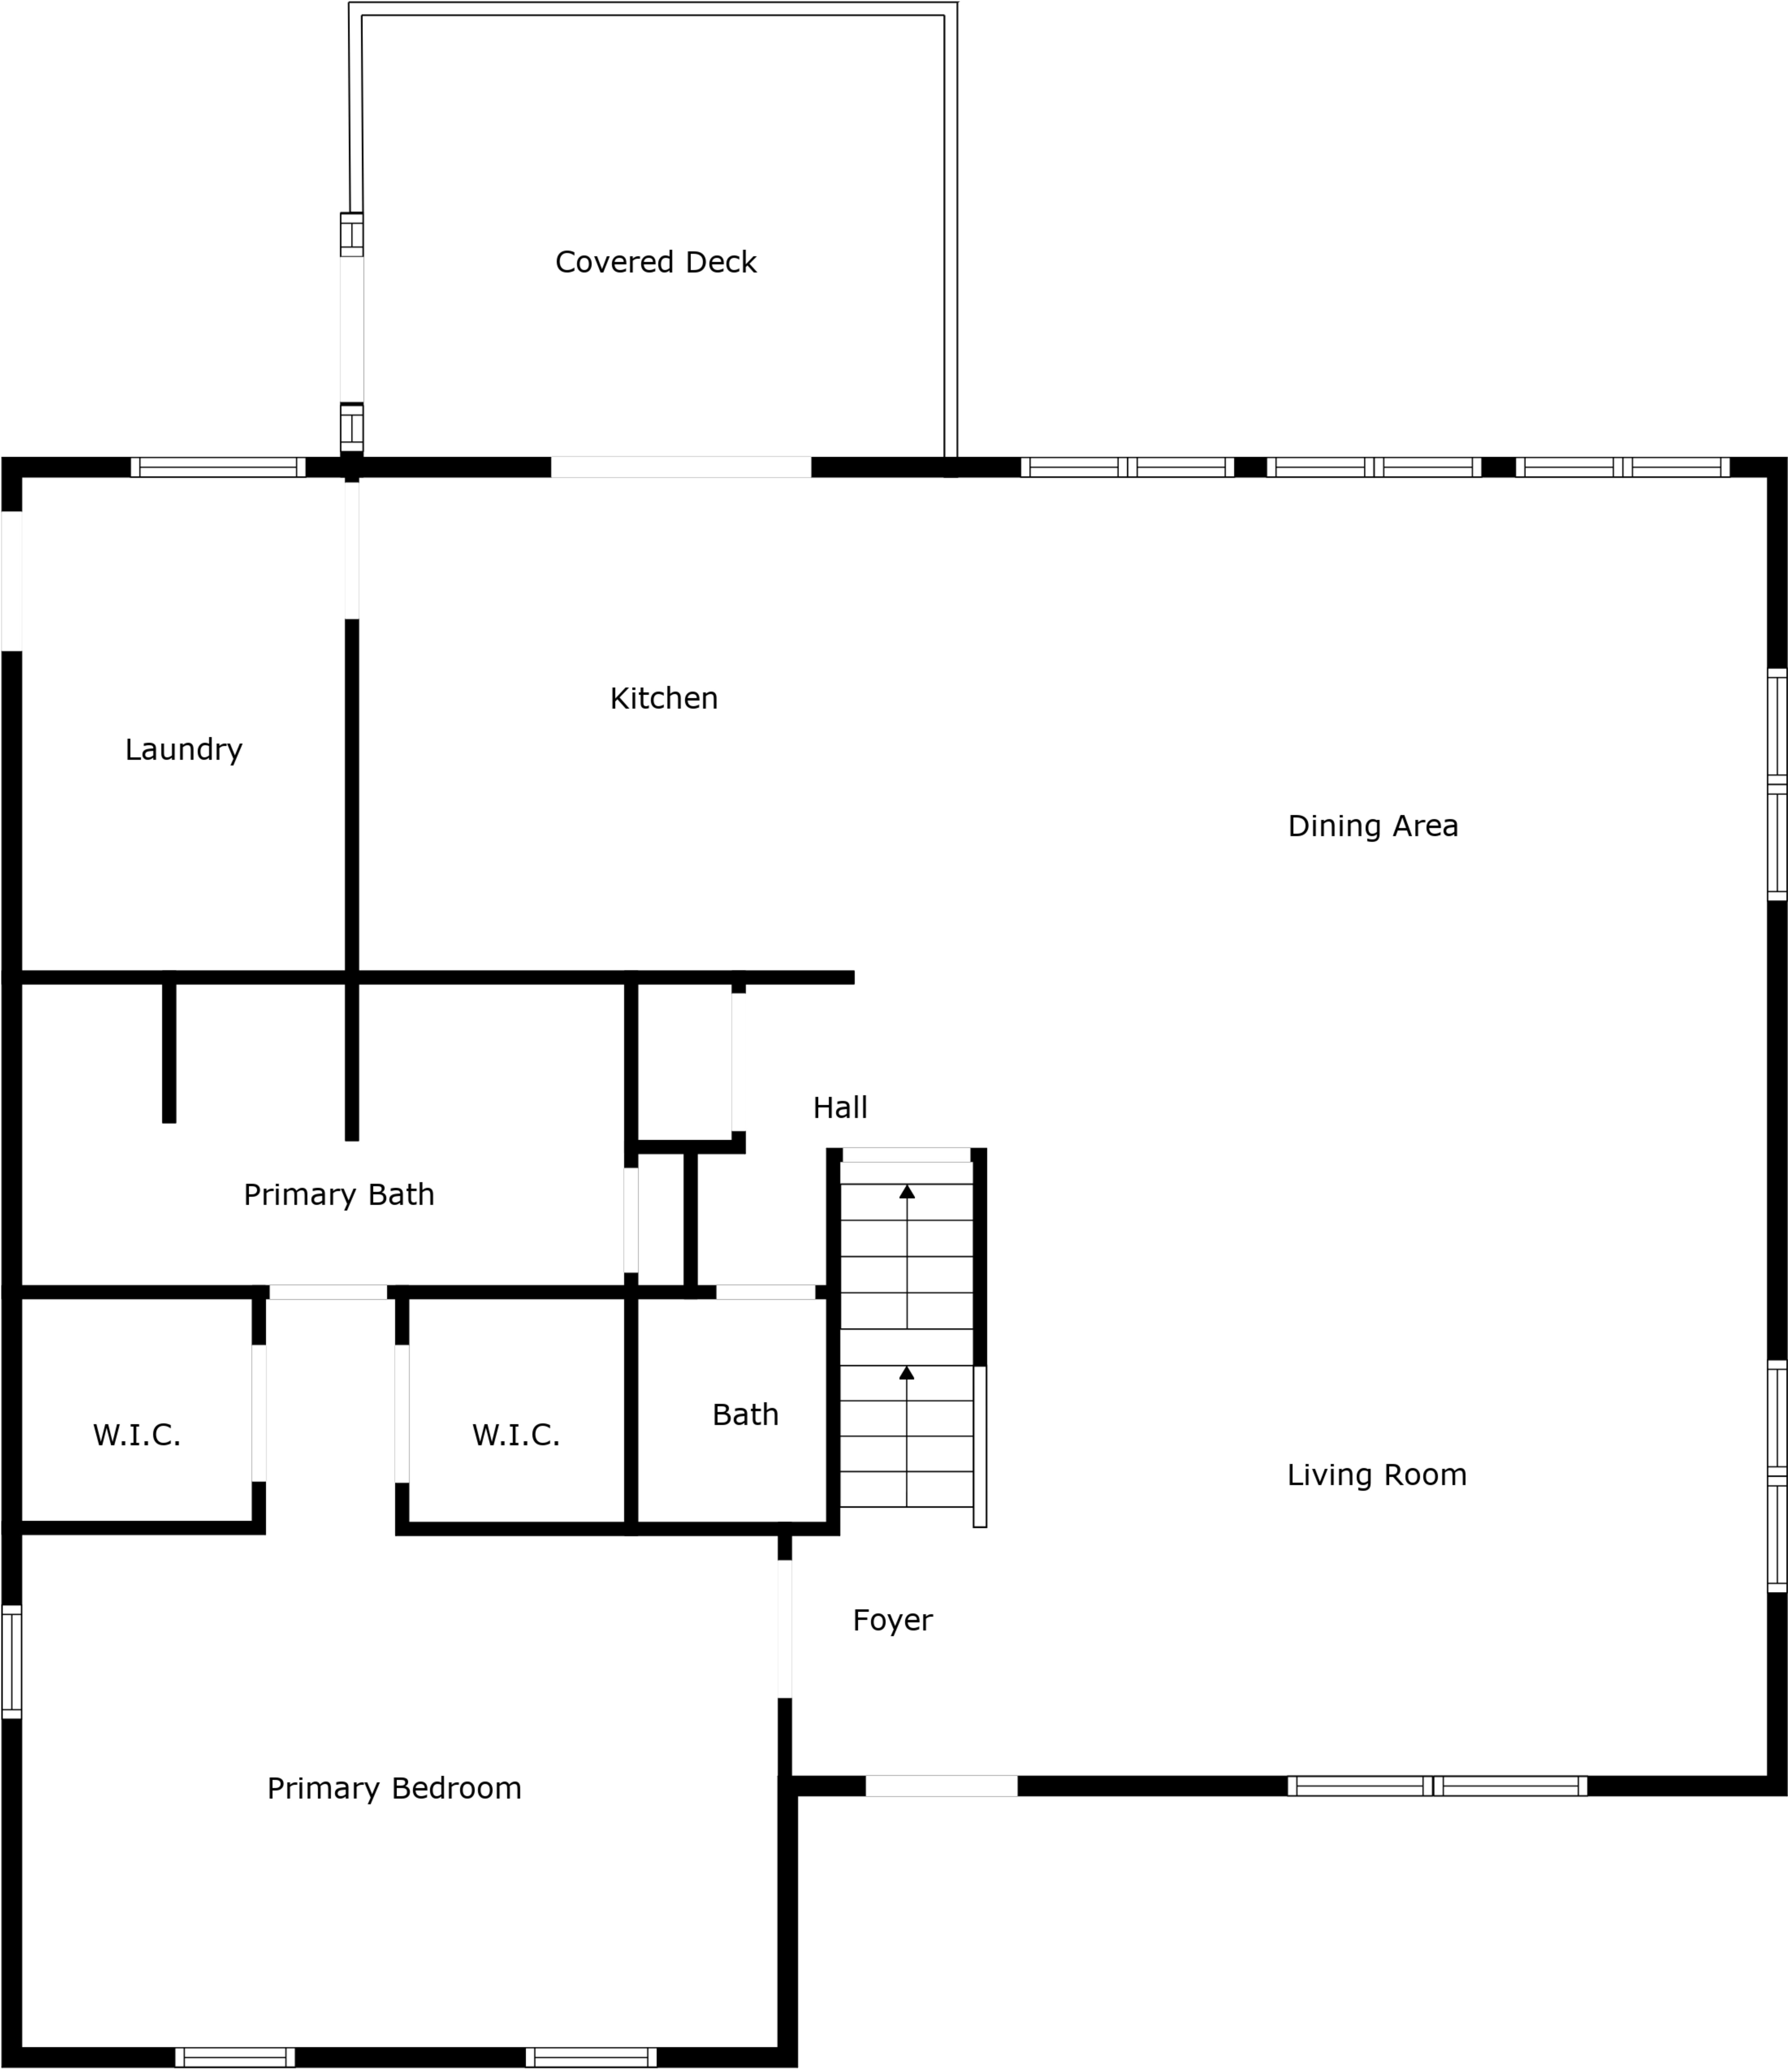 Covered Deck
Kitchen
Laundry
Dining Area
Hall
Primary Bath
Bath
W.I.C.
W.I.C.
Living Room
Foyer
Primary Bedroom